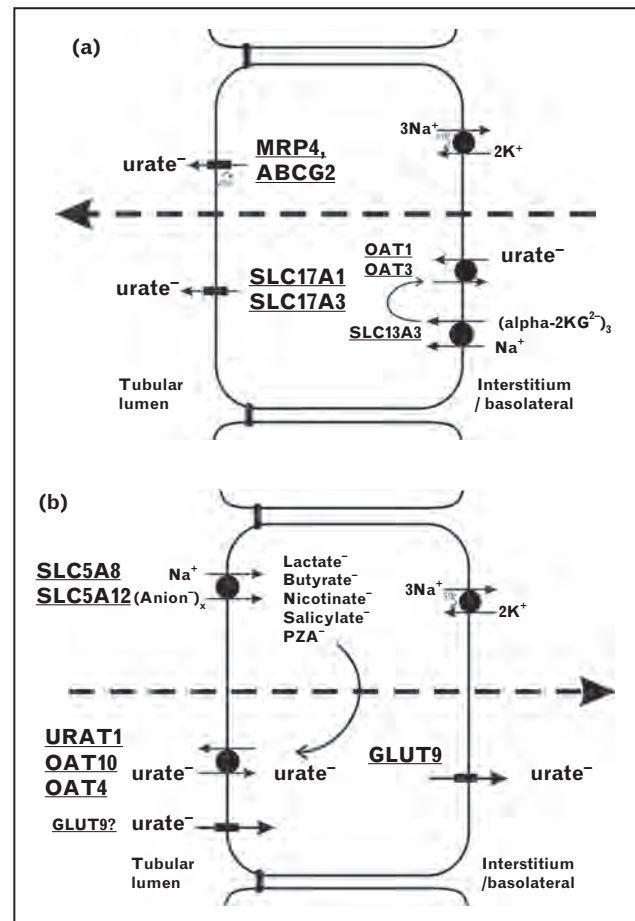 (a)
3Na⁺
2K⁺
urate⁻
MRP4,
ABCG2
OAT1
OAT3
urate⁻
urate⁻
SLC17A1
SLC17A3
SLC13A3
(alpha-2KG²⁻)₃
Na⁺
Tubular
lumen
Interstitium
/ basolateral
(b)
SLC5A8
SLC5A12
Na⁺
(Anion⁻)ₓ
Lactate⁻
Butyrate⁻
Nicotinate⁻
Salicylate⁻
PZA⁻
3Na⁺
2K⁺
URAT1
OAT10
OAT4
urate⁻
urate⁻
GLUT9
urate⁻
GLUT9?
urate⁻
Tubular
lumen
Interstitium
/basolateral